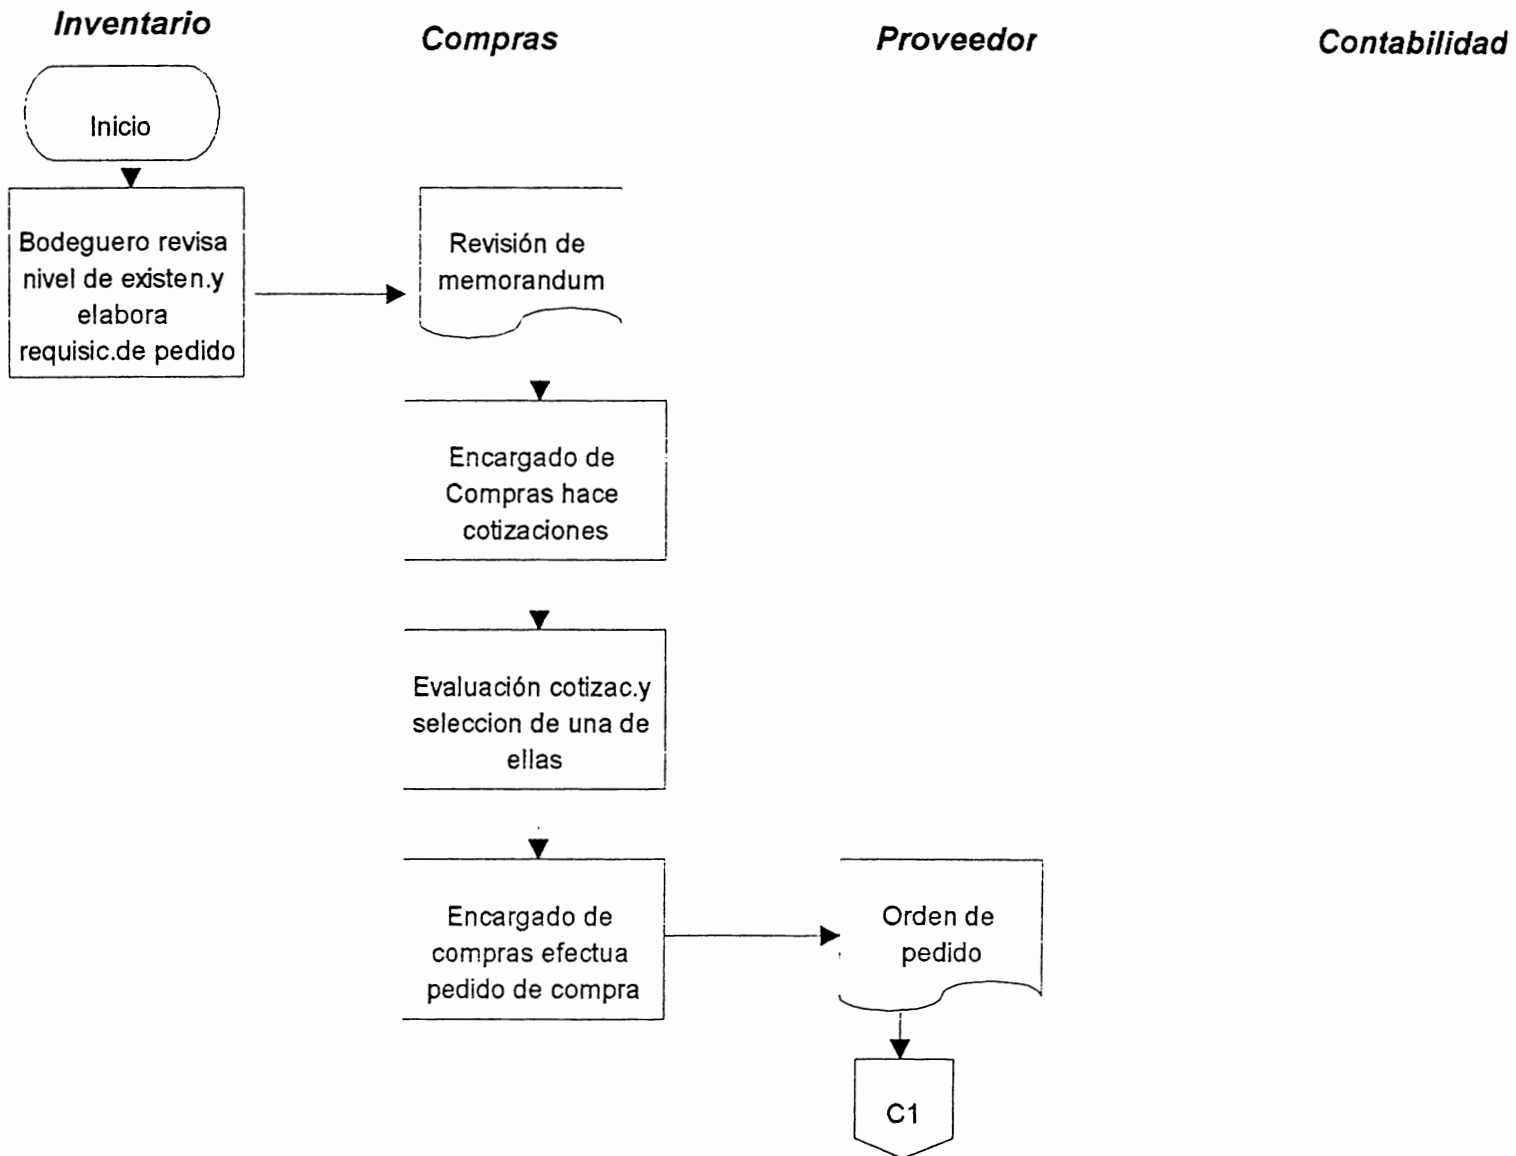 Inventario
Compras
Proveedor
Contabilidad
Inicio
Bodeguero revisa
nivel de existen.y
elabora
requisic.de pedido
Revisión de
memorandum
Encargado de
Compras hace
cotizaciones
Evaluación cotizac.y
seleccion de una de
ellas
Encargado de
compras efectua
pedido de compra
Orden de
pedido
C1